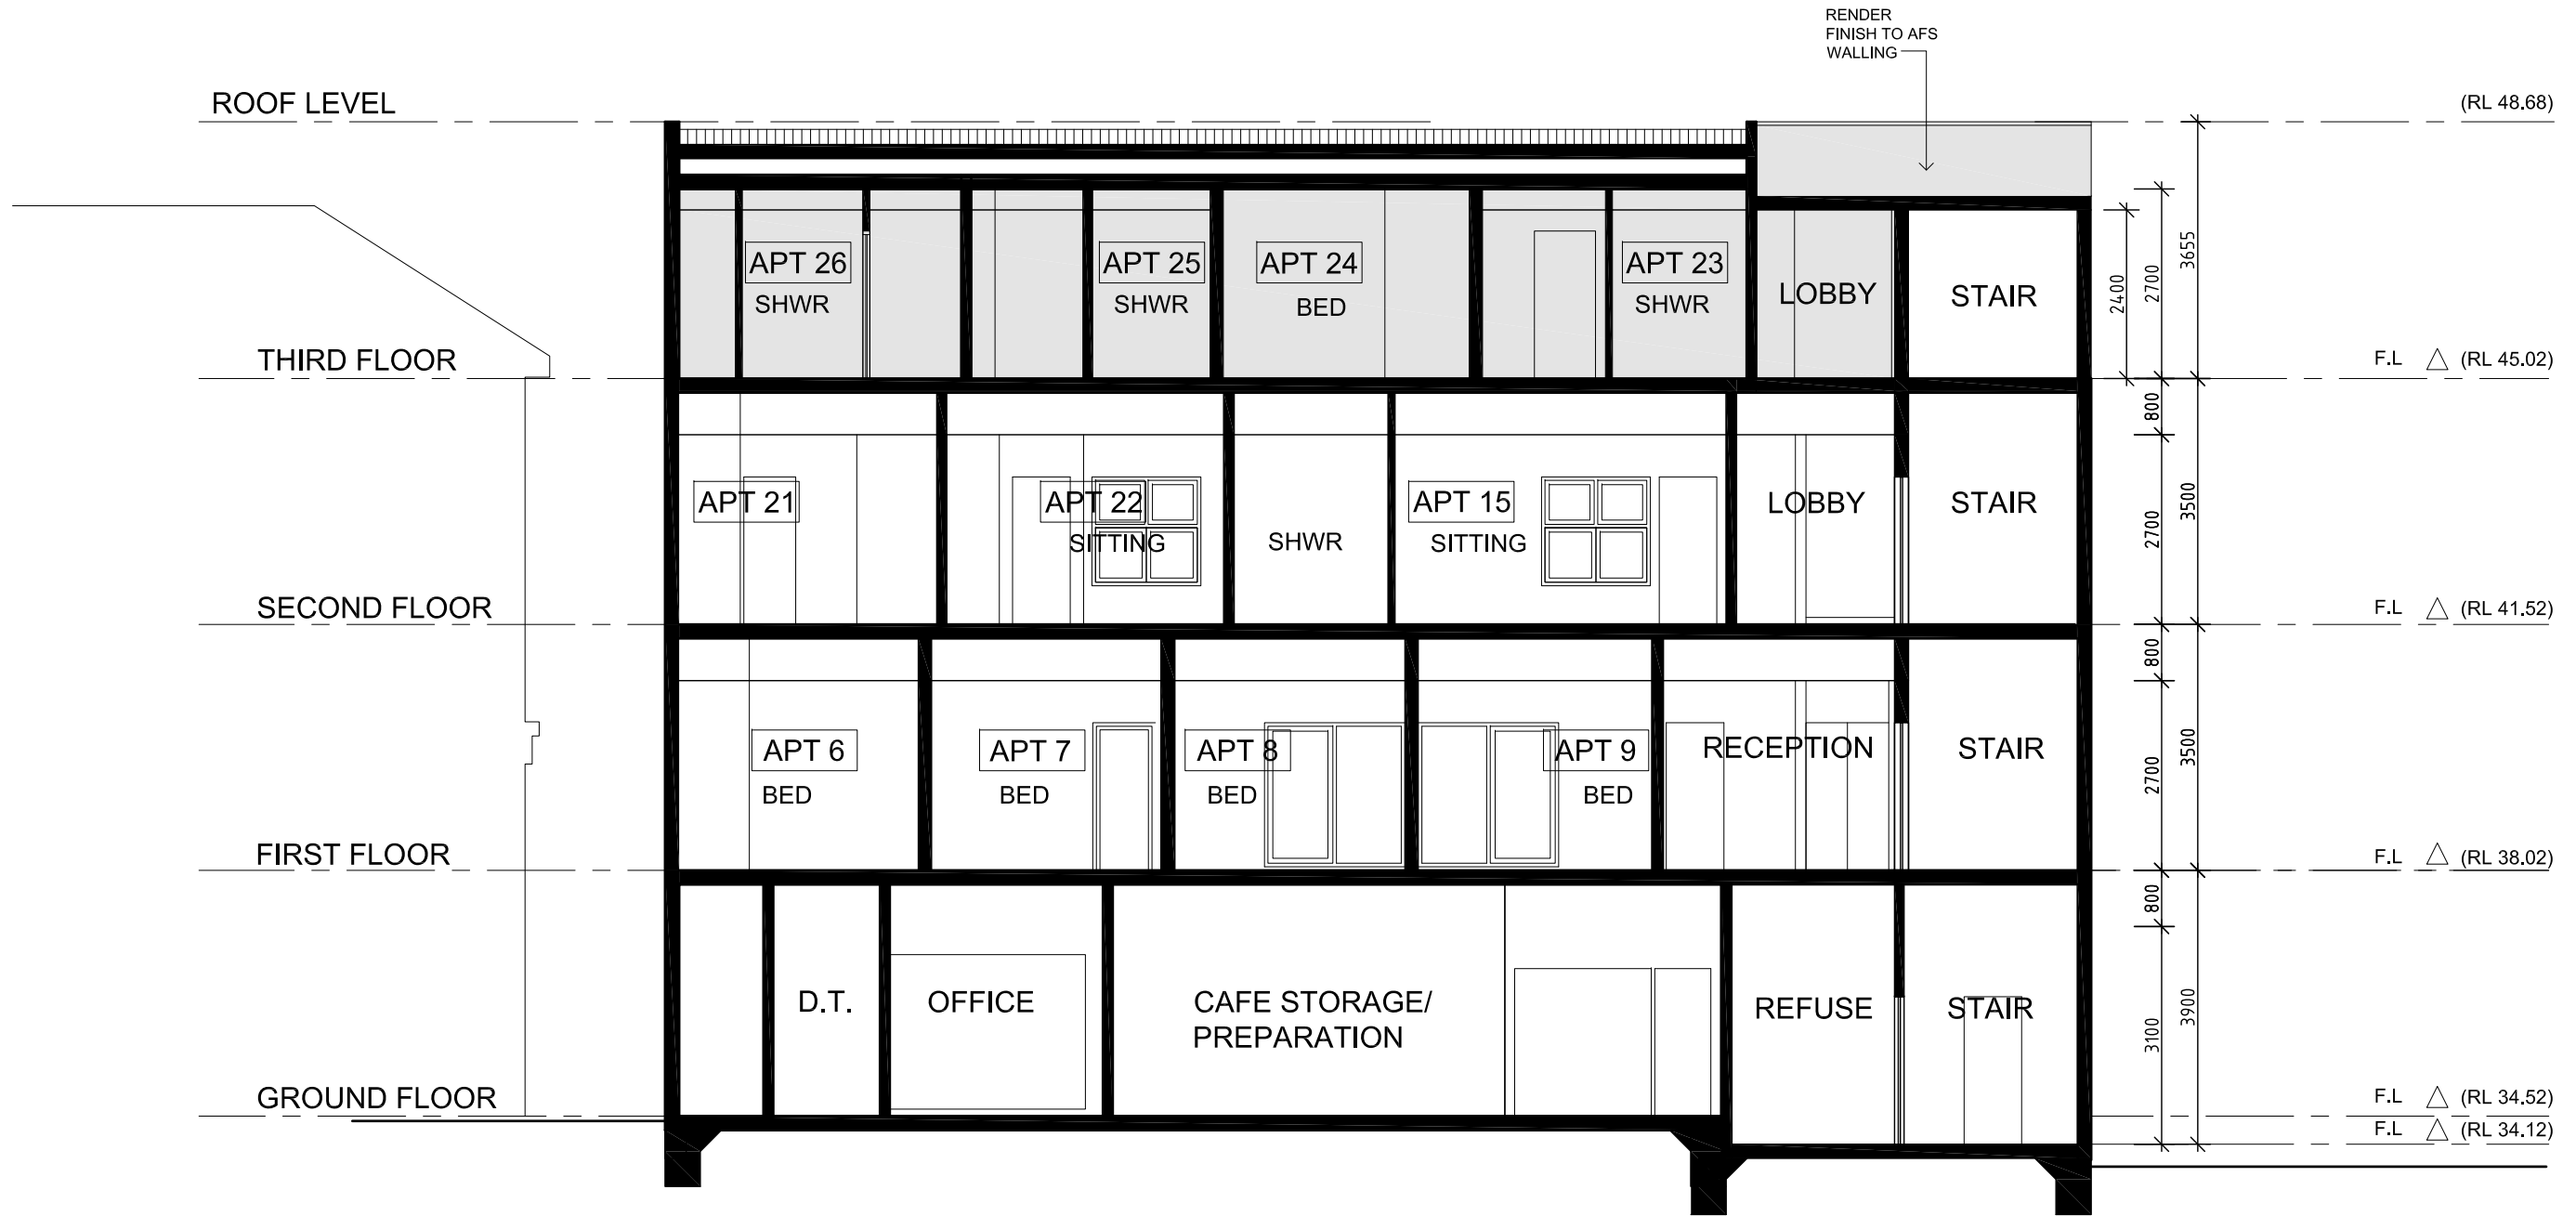 RENDER
FINISH TO AFS
WALLING
ROOF LEVEL
(RL 48.68)
APT 26
SHWR
APT 25
SHWR
APT 24
BED
APT 23
SHWR
LOBBY
STAIR
2400
2700
3655
THIRD FLOOR
F.L (RL 45.02)
APT 21
APT 22
SITTING
SHWR
APT 15
SITTING
LOBBY
STAIR
800
2700
3500
SECOND FLOOR
F.L (RL 41.52)
APT 6
BED
APT 7
BED
APT 8
BED
APT 9
BED
RECEPTION
STAIR
800
2700
3500
FIRST FLOOR
F.L (RL 38.02)
D.T.
OFFICE
CAFE STORAGE/
PREPARATION
REFUSE
STAIR
800
3100
3900
GROUND FLOOR
F.L (RL 34.52)
F.L (RL 34.12)